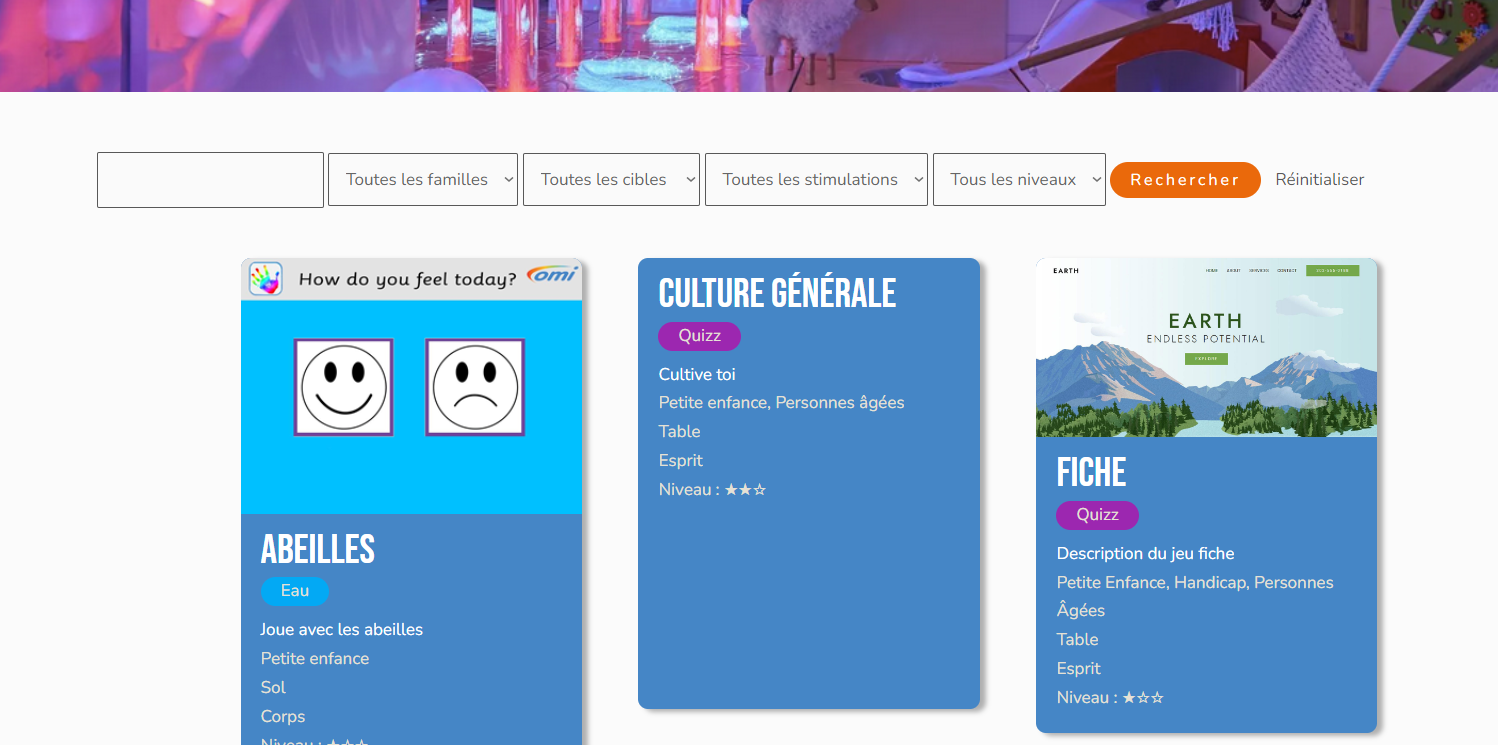 Toutes les familles
Toutes les cibles
Toutes les stimulations
Tous les niveaux
Rechercher
Réinitialiser
How do you feel today?
omi
ABEILLES
Eau
Joue avec les abeilles
Petite enfance
Sol
Corps
Niveau : ★☆☆
CULTURE GÉNÉRALE
Quizz
Cultive toi
Petite enfance, Personnes âgées
Table
Esprit
Niveau : ★★☆
EARTH
HOME ABOUT SERVICES CONTACT
EARTH
ENDLESS POTENTIAL
EXPLORE
FICHE
Quizz
Description du jeu fiche
Petite Enfance, Handicap, Personnes
Âgées
Table
Esprit
Niveau : ★☆☆